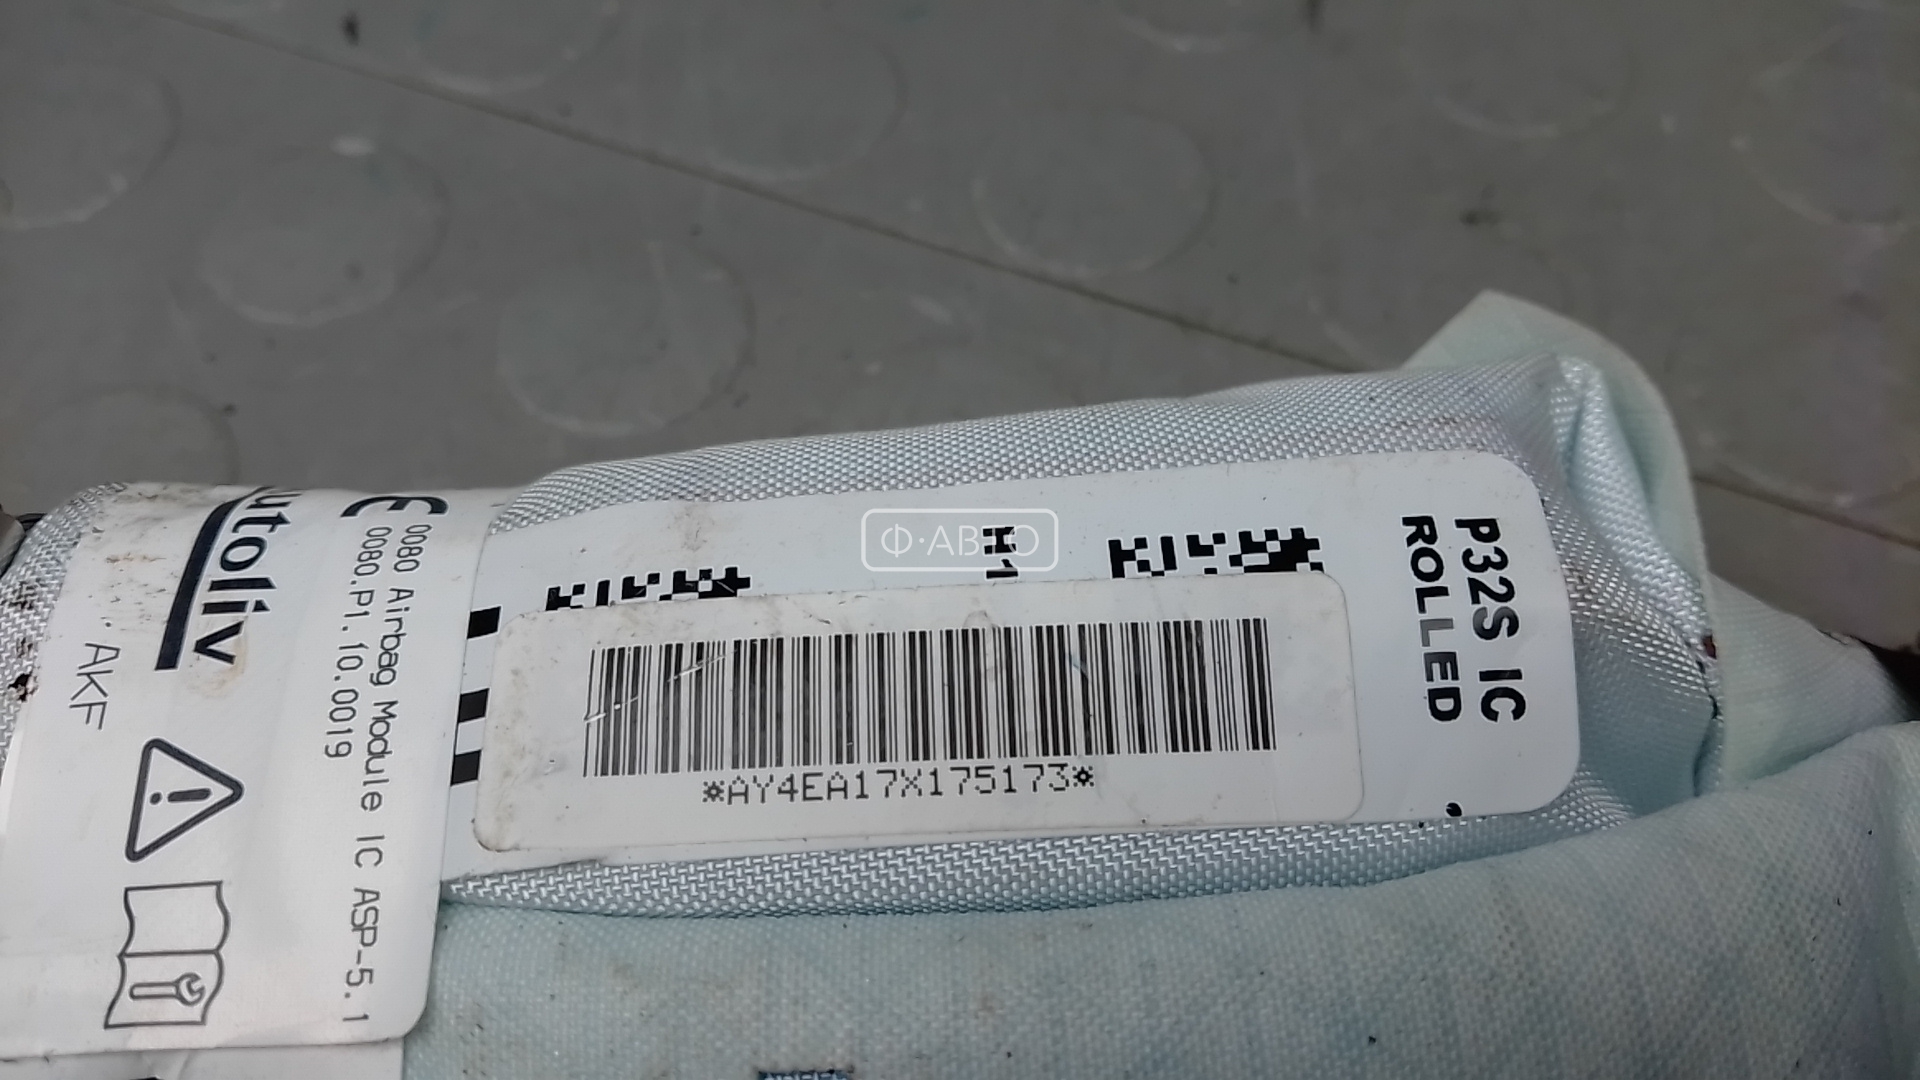 utoliv
AKF
0080 Airbag Module IC ASP-5.1
0080.P1.10.0019
Ф·АВТО
*AY4EA17X175173*
P32S IC
ROLLED